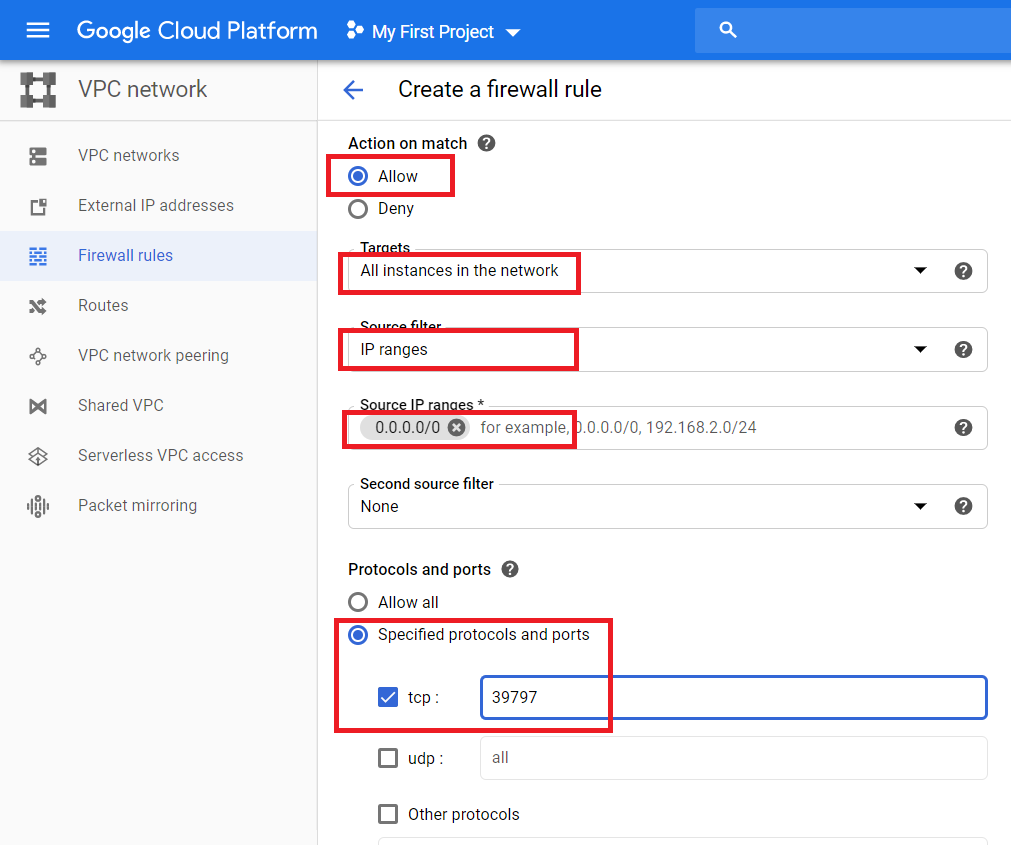 Google Cloud Platform
My First Project
VPC network
VPC networks
External IP addresses
Firewall rules
Routes
VPC network peering
Shared VPC
Serverless VPC access
Packet mirroring
Create a firewall rule
Action on match
Allow
Deny
Targets
All instances in the network
Source filter
IP ranges
Source IP ranges *
0.0.0.0/0 for example, 0.0.0.0/0, 192.168.2.0/24
Second source filter
None
Protocols and ports
Allow all
Specified protocols and ports
tcp : 39797
udp : all
Other protocols